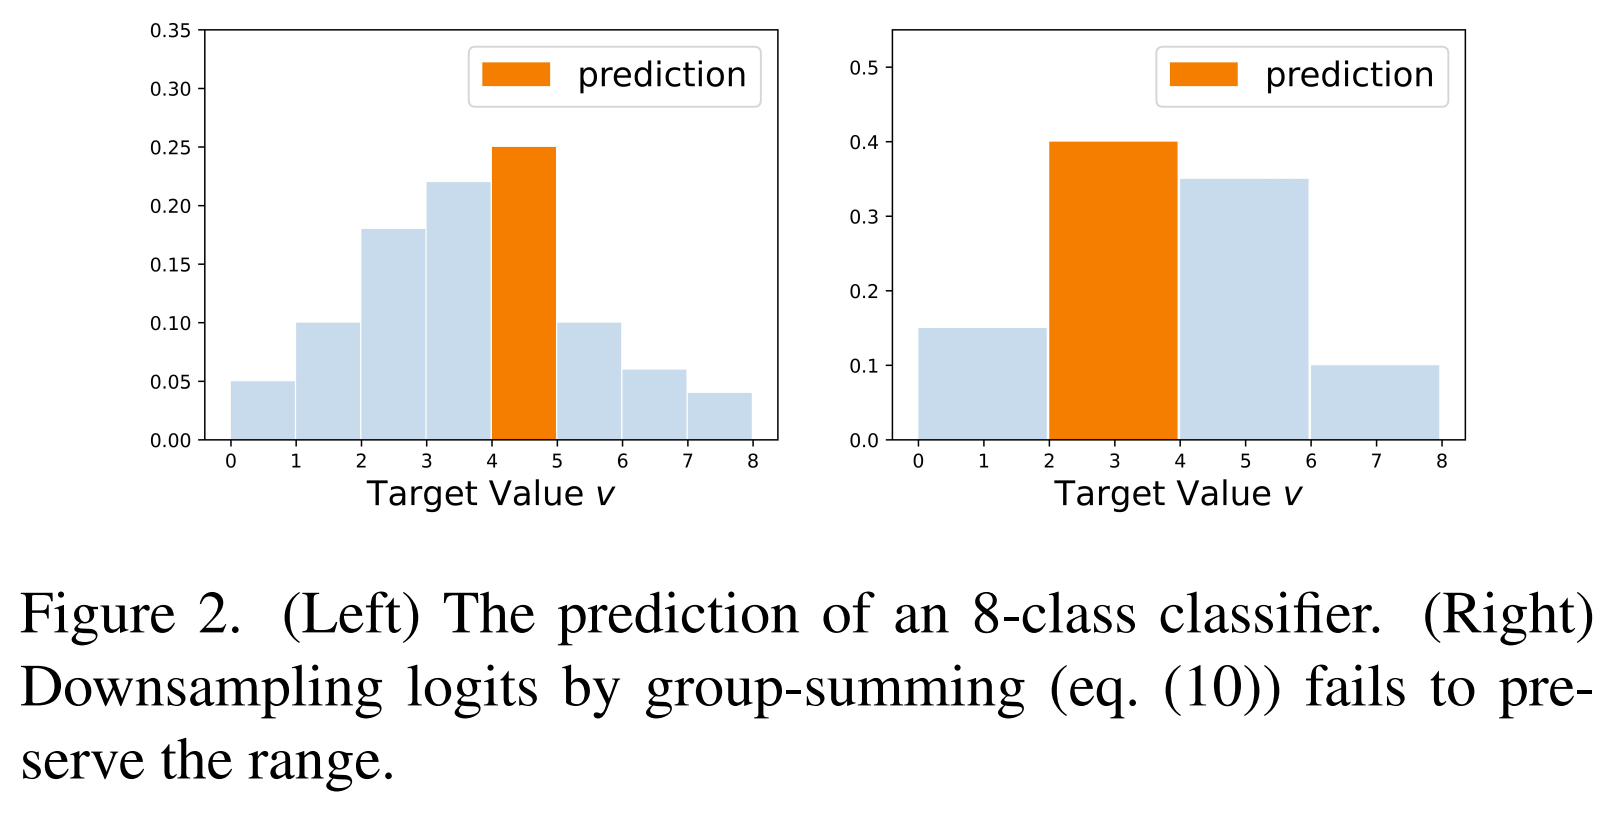 0.35
0.30
0.25
0.20
0.15
0.10
0.05
0.00
0 1 2 3 4 5 6 7 8
Target Value v
prediction
0.5
0.4
0.3
0.2
0.1
0.0
0 1 2 3 4 5 6 7 8
Target Value v
prediction
Figure 2. (Left) The prediction of an 8-class classifier. (Right)
Downsampling logits by group-summing (eq. (10)) fails to pre-
serve the range.